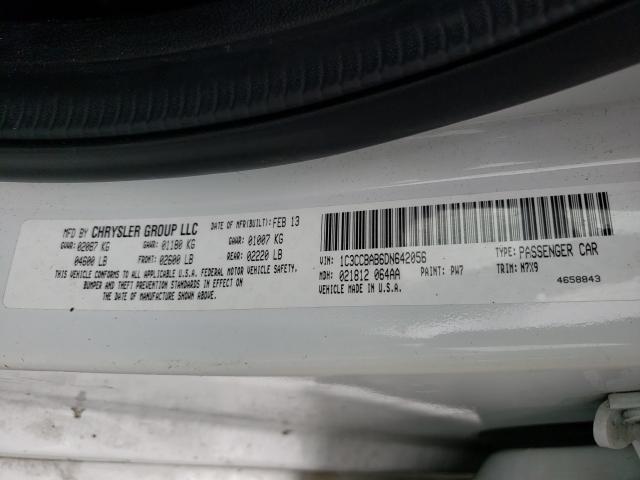 MFD BY CHRYSLER GROUP LLC DATE OF MFR(BUILT): FEB 13
GVWR: 02087 KG GAWR: 01180 KG GAWR: 01007 KG
04600 LB FRONT: 02600 LB REAR: 02220 LB
THIS VEHICLE CONFORMS TO ALL APPLICABLE U.S.A. FEDERAL MOTOR VEHICLE SAFETY,
BUMPER AND THEFT PREVENTION STANDARDS IN EFFECT ON
THE DATE OF MANUFACTURE SHOWN ABOVE.
VIN: 1C3CCBAB6DN642056 TYPE: PASSENGER CAR
MDH: 021812 064AA PAINT: PW7 TRIM: N7X9
VEHICLE MADE IN U.S.A. 4658843